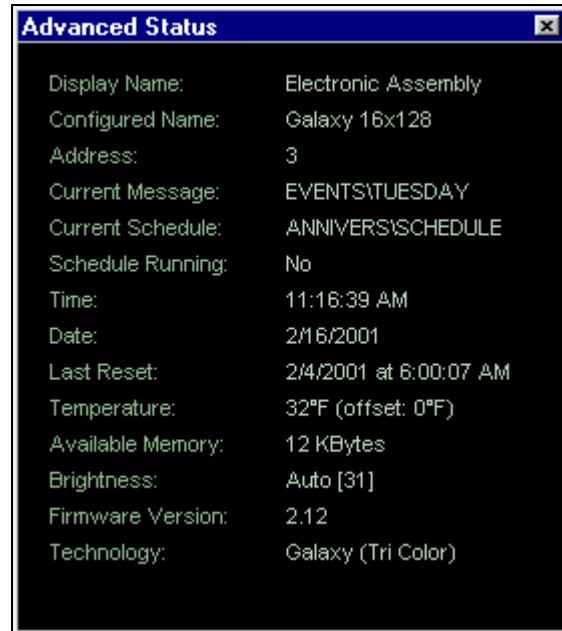 Advanced Status
Display Name: Electronic Assembly
Configured Name: Galaxy 16x128
Address: 3
Current Message: EVENTS\TUESDAY
Current Schedule: ANNIVERS\SCHEDULE
Schedule Running: No
Time: 11:16:39 AM
Date: 2/16/2001
Last Reset: 2/4/2001 at 6:00:07 AM
Temperature: 32°F (offset: 0°F)
Available Memory: 12 KBytes
Brightness: Auto [31]
Firmware Version: 2.12
Technology: Galaxy (Tri Color)